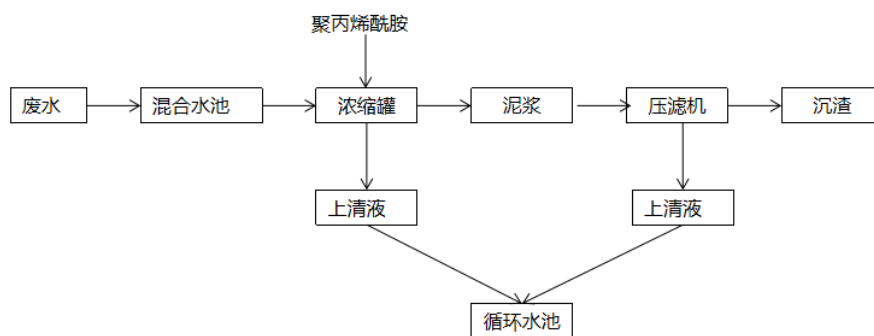 聚丙烯酰胺
废水
混合水池
浓缩罐
泥浆
压滤机
沉渣
上清液
上清液
循环水池